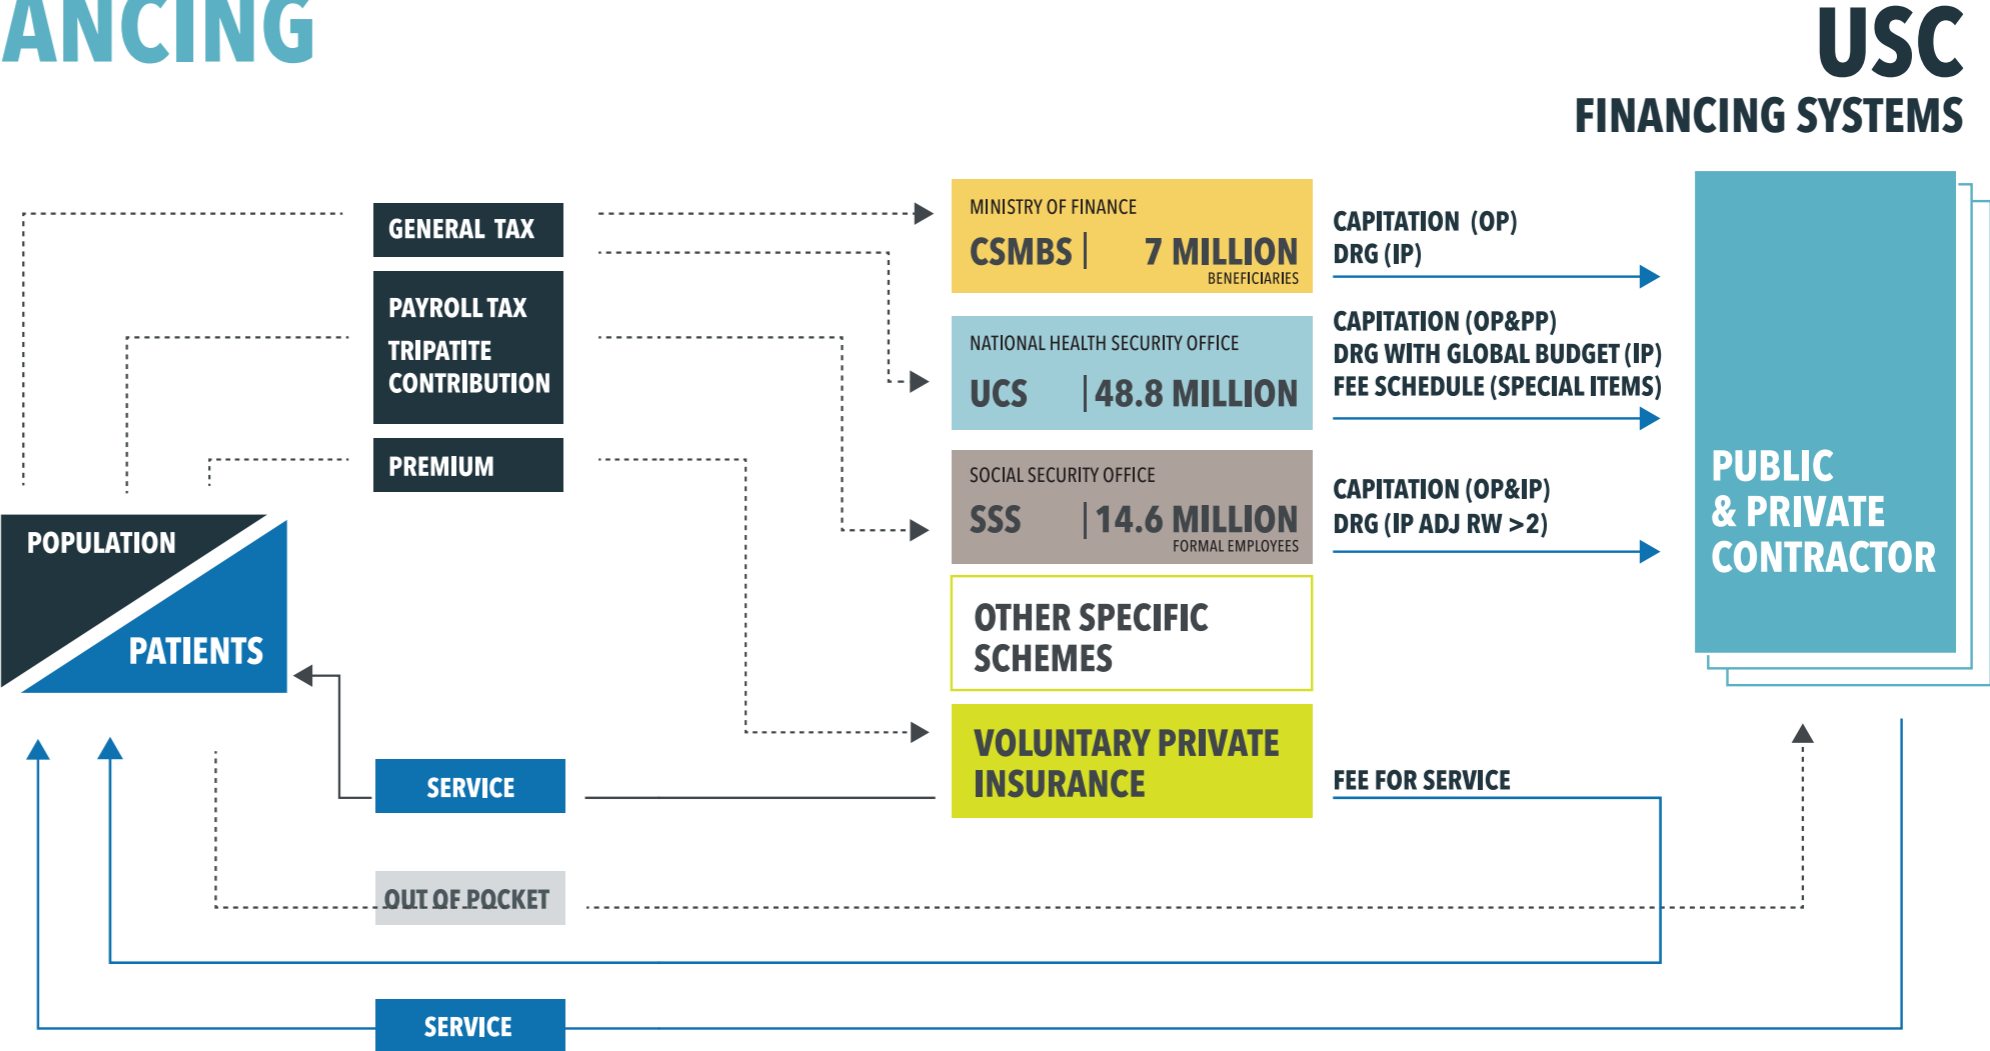 ANCING
USC
FINANCING SYSTEMS
GENERAL TAX
PAYROLL TAX
TRIPATITE
CONTRIBUTION
PREMIUM
POPULATION
PATIENTS
MINISTRY OF FINANCE
CSMBS | 7 MILLION
BENEFICIARIES
CAPITATION (OP)
DRG (IP)
NATIONAL HEALTH SECURITY OFFICE
UCS | 48.8 MILLION
CAPITATION (OP&PP)
DRG WITH GLOBAL BUDGET (IP)
FEE SCHEDULE (SPECIAL ITEMS)
SOCIAL SECURITY OFFICE
SSS | 14.6 MILLION
FORMAL EMPLOYEES
CAPITATION (OP&IP)
DRG (IP ADJ RW >2)
PUBLIC
& PRIVATE
CONTRACTOR
OTHER SPECIFIC
SCHEMES
VOLUNTARY PRIVATE
INSURANCE
FEE FOR SERVICE
SERVICE
OUT OF POCKET
SERVICE